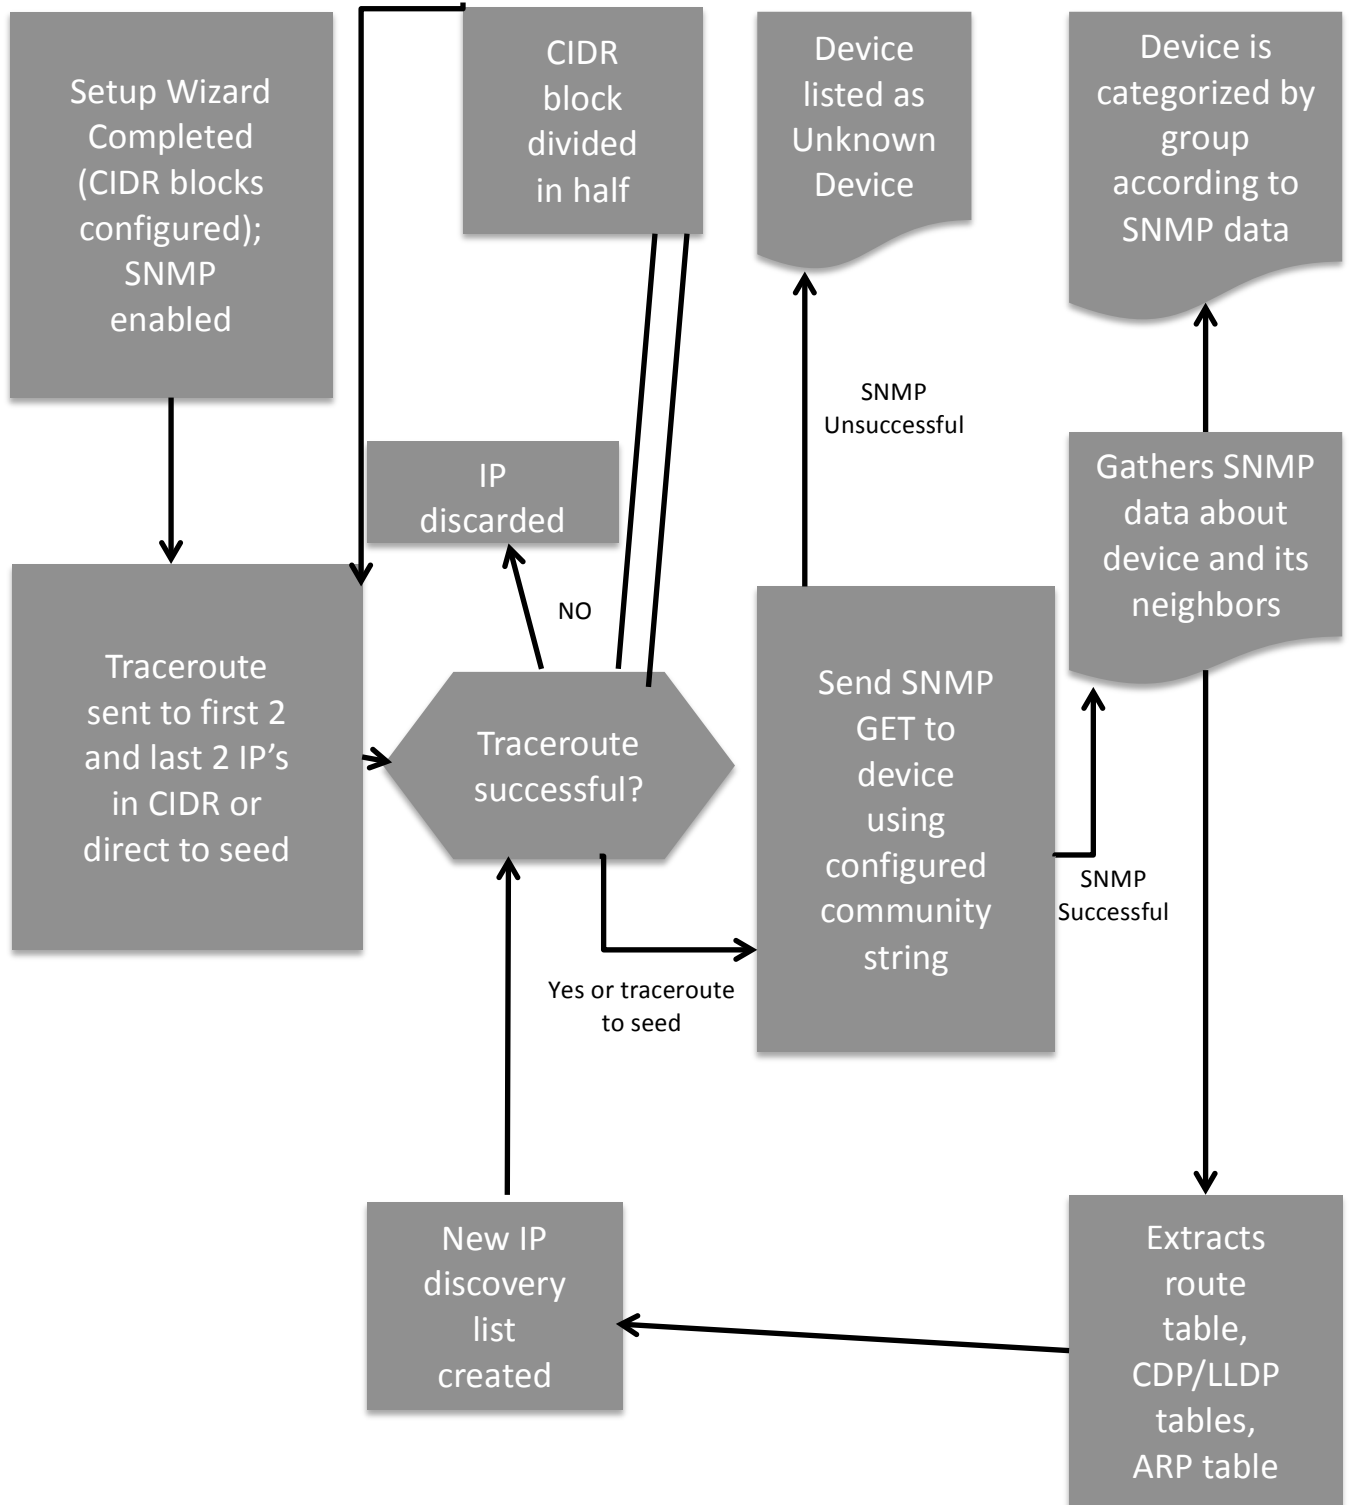 Setup Wizard
Completed
(CIDR blocks
configured);
SNMP
enabled
CIDR
block
divided
in half
Device
listed as
Unknown
Device
Device is
categorized by
group
according to
SNMP data
SNMP
Unsuccessful
IP
discarded
NO
Gathers SNMP
data about
device and its
neighbors
Traceroute
sent to first 2
and last 2 IP’s
in CIDR or
direct to seed
Traceroute
successful?
Send SNMP
GET to
device
using
configured
community
string
SNMP
Successful
Yes or traceroute
to seed
New IP
discovery
list
created
Extracts
route
table,
CDP/LLDP
tables,
ARP table